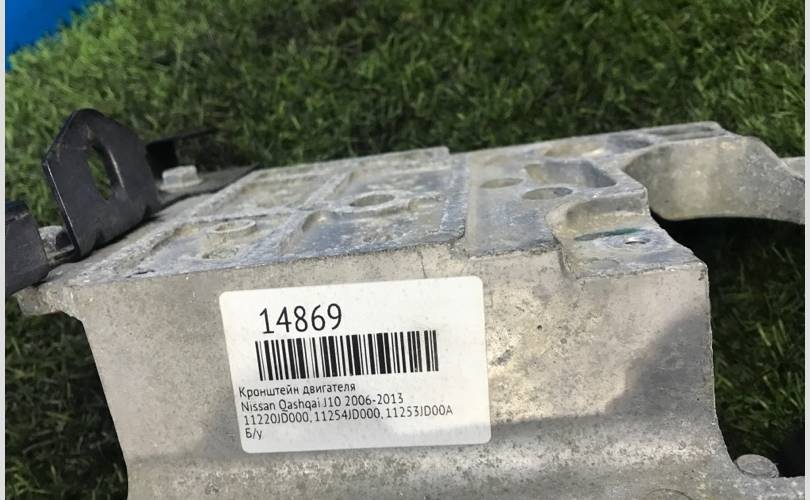 14869
Кронштейн двигателя
Nissan Qashqai J10 2006-2013
11220JD000, 11254JD000, 11253JD00A
Б/у